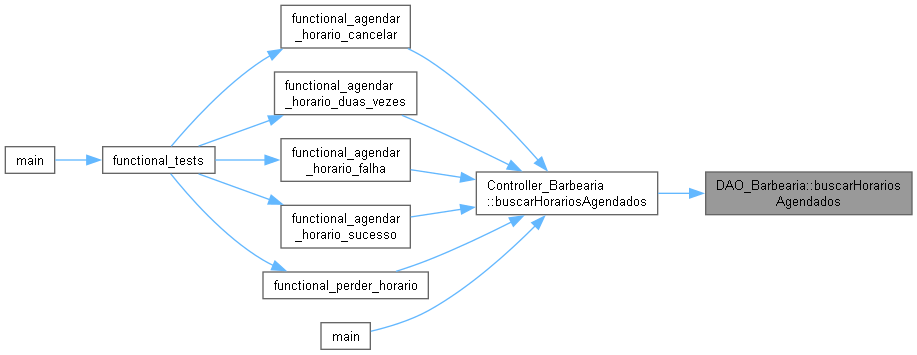 functional_agendar
_horario_cancelar
functional_agendar
_horario_duas_vezes
main
functional_tests
functional_agendar
_horario_falha
DAO_Barbearia::buscarHorarios
Agendados
Controller_Barbearia
::buscarHorariosAgendados
functional_agendar
_horario_sucesso
functional_perder_horario
main